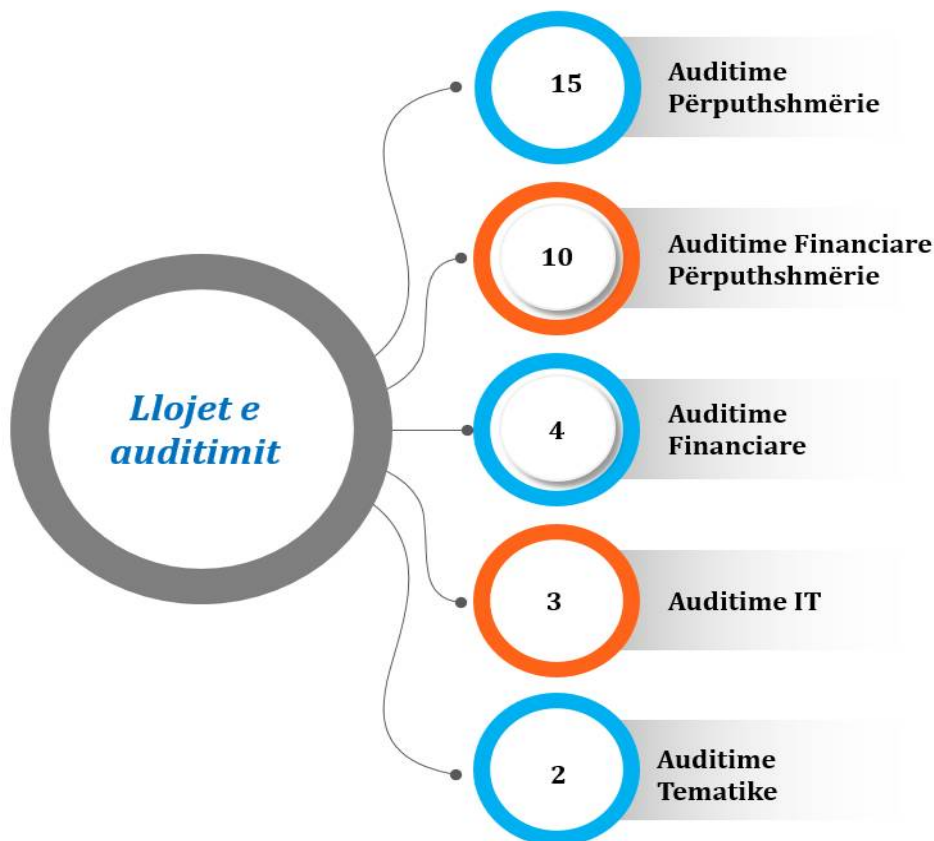 Llojet e
auditimit
15
Auditime
Përputhshmërie
10
Auditime Financiare
Përputhshmërie
4
Auditime
Financiare
3
Auditime IT
2
Auditime
Tematike